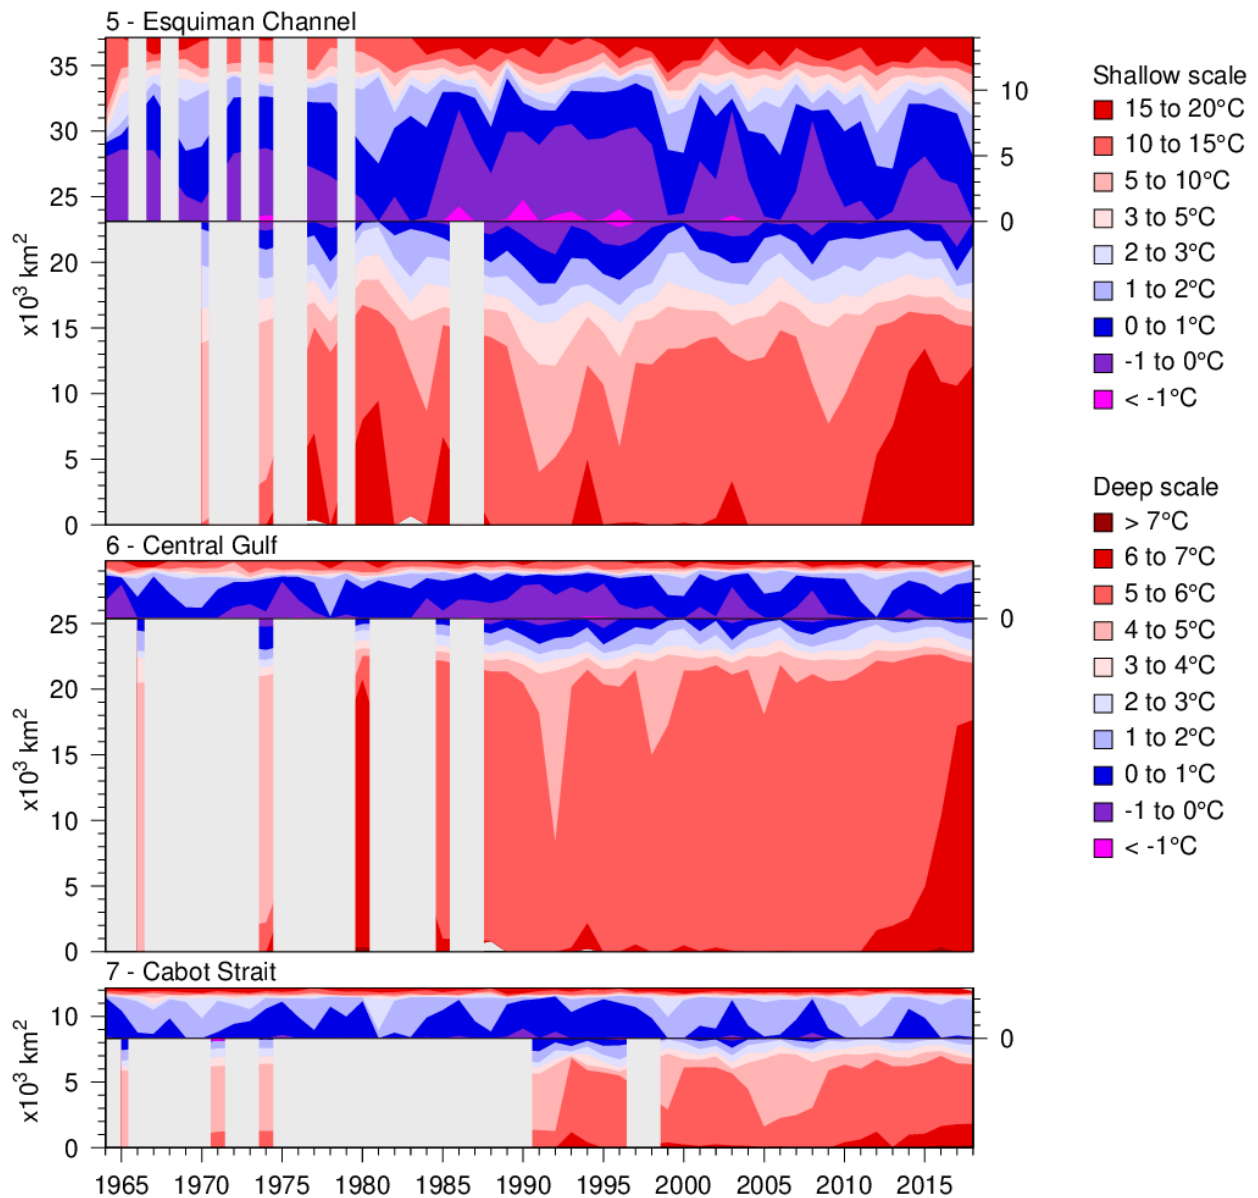 5 - Esquiman Channel
35
30
25
20
15
10
5
0
x10³ km²
10
5
0
6 - Central Gulf
25
20
15
10
5
0
x10³ km²
0
7 - Cabot Strait
10
5
0
x10³ km²
0
1965 1970 1975 1980 1985 1990 1995 2000 2005 2010 2015
Shallow scale
15 to 20°C
10 to 15°C
5 to 10°C
3 to 5°C
2 to 3°C
1 to 2°C
0 to 1°C
-1 to 0°C
< -1°C
Deep scale
> 7°C
6 to 7°C
5 to 6°C
4 to 5°C
3 to 4°C
2 to 3°C
1 to 2°C
0 to 1°C
-1 to 0°C
< -1°C